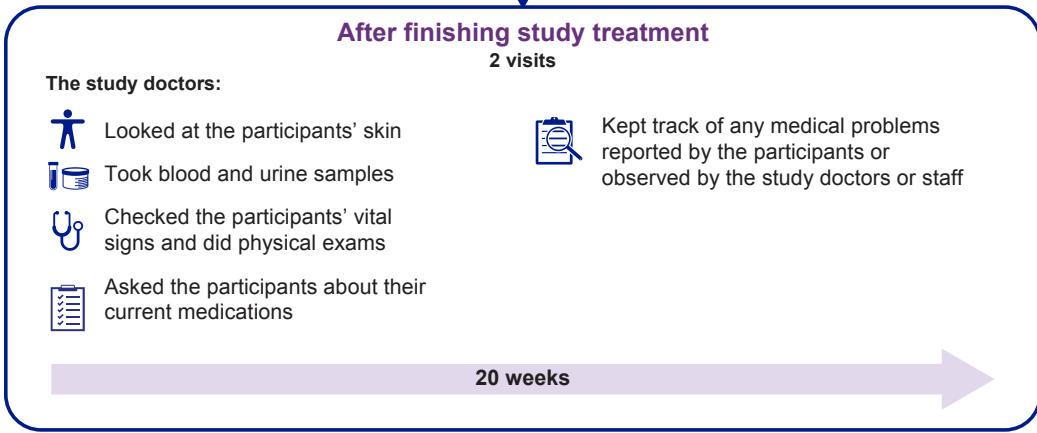 After finishing study treatment
2 visits
The study doctors:
Looked at the participants’ skin
Took blood and urine samples
Checked the participants’ vital
signs and did physical exams
Asked the participants about their
current medications
Kept track of any medical problems
reported by the participants or
observed by the study doctors or staff
20 weeks